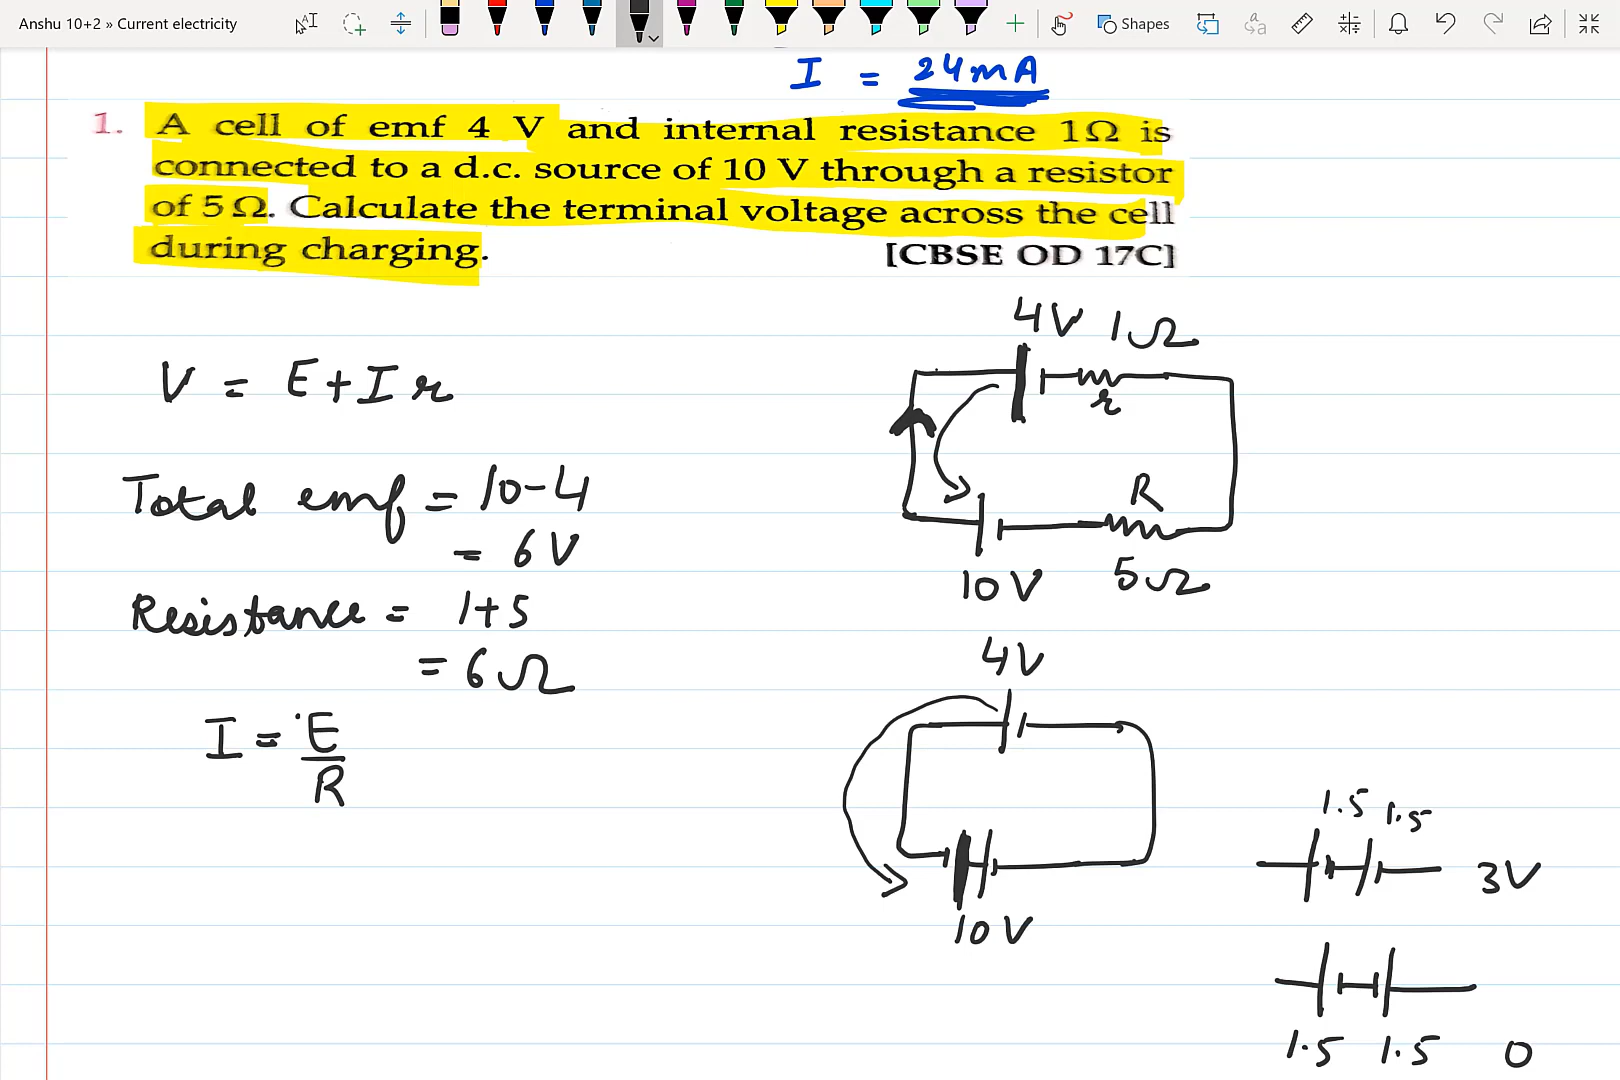 Anshu 10+2 » Current electricity
Shapes
I = 24mA
1. A cell of emf 4 V and internal resistance 1Ω is
connected to a d.c. source of 10 V through a resistor
of 5 Ω. Calculate the terminal voltage across the cell
during charging. [CBSE OD 17C]
4V 1Ω
V = E + I r
r
Total emf = 10-4
R
= 6V
10V 5Ω
Resistance = 1+5
= 6Ω
4V
I = E
R
1.5 1.5
3V
10V
1.5 1.5 0